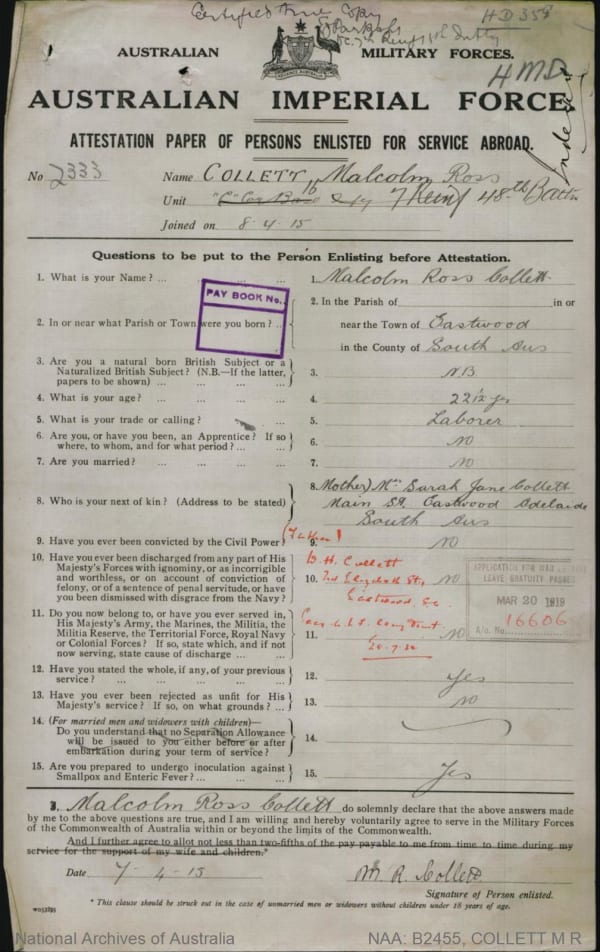 Certified True Copy
HD 358
H M D
AUSTRALIAN MILITARY FORCES.
AUSTRALIAN IMPERIAL FORCE
ATTESTATION PAPER OF PERSONS ENLISTED FOR SERVICE ABROAD.
No 2333 Name COLLETT, Malcolm Ross
Unit 7 Reinf 48th Battn
Joined on 8.4.15
Questions to be put to the Person Enlisting before Attestation.
1. What is your Name? ... 1. Malcolm Ross Collett
PAY BOOK No.
2. In or near what Parish or Town were you born? ... 2. In the Parish of in or
near the Town of Eastwood
in the County of South Aus
3. Are you a natural born British Subject or a
Naturalized British Subject? (N.B.—If the latter,
papers to be shown) ... 3. NB
4. What is your age? ... 4. 22
5. What is your trade or calling? ... 5. Laborer
6. Are you, or have you been, an Apprentice? If so
where, to whom, and for what period? ... 6. No
7. Are you married? ... 7. No
8. Who is your next of kin? (Address to be stated) 8. Mother) Mrs Sarah Jane Collett
Main St, Eastwood Adelaide
South Aus
9. Have you ever been convicted by the Civil Power? 9. No
(Father)
10. Have you ever been discharged from any part of His
Majesty's Forces with ignominy, or as incorrigible
and worthless, or on account of conviction of
felony, or of a sentence of penal servitude, or have
you been dismissed with disgrace from the Navy? 10. No
H. Collett
Elizabeth St,
Eastwood,
APPLICATION FOR WAR
LEAVE GRATUITY PASSED
MAR 20 1919
A/c No. 16606
11. Do you now belong to, or have you ever served in,
His Majesty's Army, the Marines, the Militia, the
Militia Reserve, the Territorial Force, Royal Navy
or Colonial Forces? If so, state which, and if not
now serving, state cause of discharge ... 11. No
12. Have you stated the whole, if any, of your previous
service? ... 12. Yes
13. Have you ever been rejected as unfit for His
Majesty's service? If so, on what grounds? ... 13. No
14. (For married men and widowers with children)—
Do you understand that no Separation Allowance
will be issued to you either before or after
embarkation during your term of service? 14.
15. Are you prepared to undergo inoculation against
Smallpox and Enteric Fever? ... 15. Yes
I, Malcolm Ross Collett do solemnly declare that the above answers made
by me to the above questions are true, and I am willing and hereby voluntarily agree to serve in the Military Forces
of the Commonwealth of Australia within or beyond the limits of the Commonwealth.
And I further agree to allot not less than two-fifths of the pay payable to me from time to time during my
service for the support of my wife and children.*
Date 7-4-15 M. R. Collett
Signature of Person enlisted.
* This clause should be struck out in the case of unmarried men or widowers without children under 18 years of age.
National Archives of Australia NAA: B2455, COLLETT M R